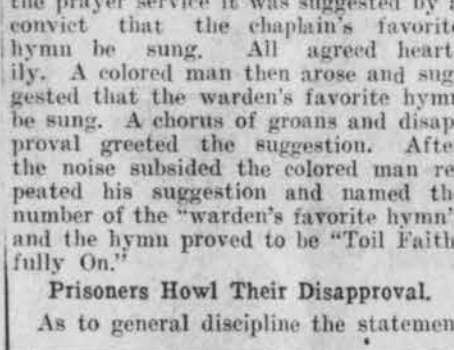 the prayer service it was suggested by a
convict that the chaplain's favorit
hymn be sung. All agreed heart
ily. A colored man then arose and sug
gested that the warden's favorite hym
be sung. A chorus of groans and disap
proval greeted the suggestion. Afte
the noise subsided the colored man re
peated his suggestion and named th
number of the "warden's favorite hymn"
and the hymn proved to be "Toil Faith
fully On."
Prisoners Howl Their Disapproval.
As to general discipline the statemen